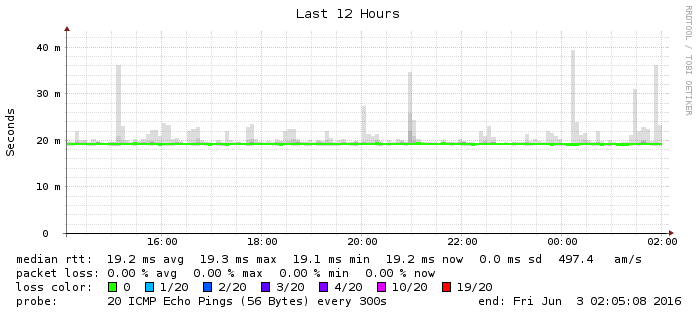 Last 12 Hours
RRDTOOL / TOBI OETIKER
Seconds
40 m
30 m
20 m
10 m
0
16:00 18:00 20:00 22:00 00:00 02:00
median rtt: 19.2 ms avg 19.3 ms max 19.1 ms min 19.2 ms now 0.0 ms sd 497.4 am/s
packet loss: 0.00 % avg 0.00 % max 0.00 % min 0.00 % now
loss color: 0 1/20 2/20 3/20 4/20 10/20 19/20
probe: 20 ICMP Echo Pings (56 Bytes) every 300s end: Fri Jun 3 02:05:08 2016